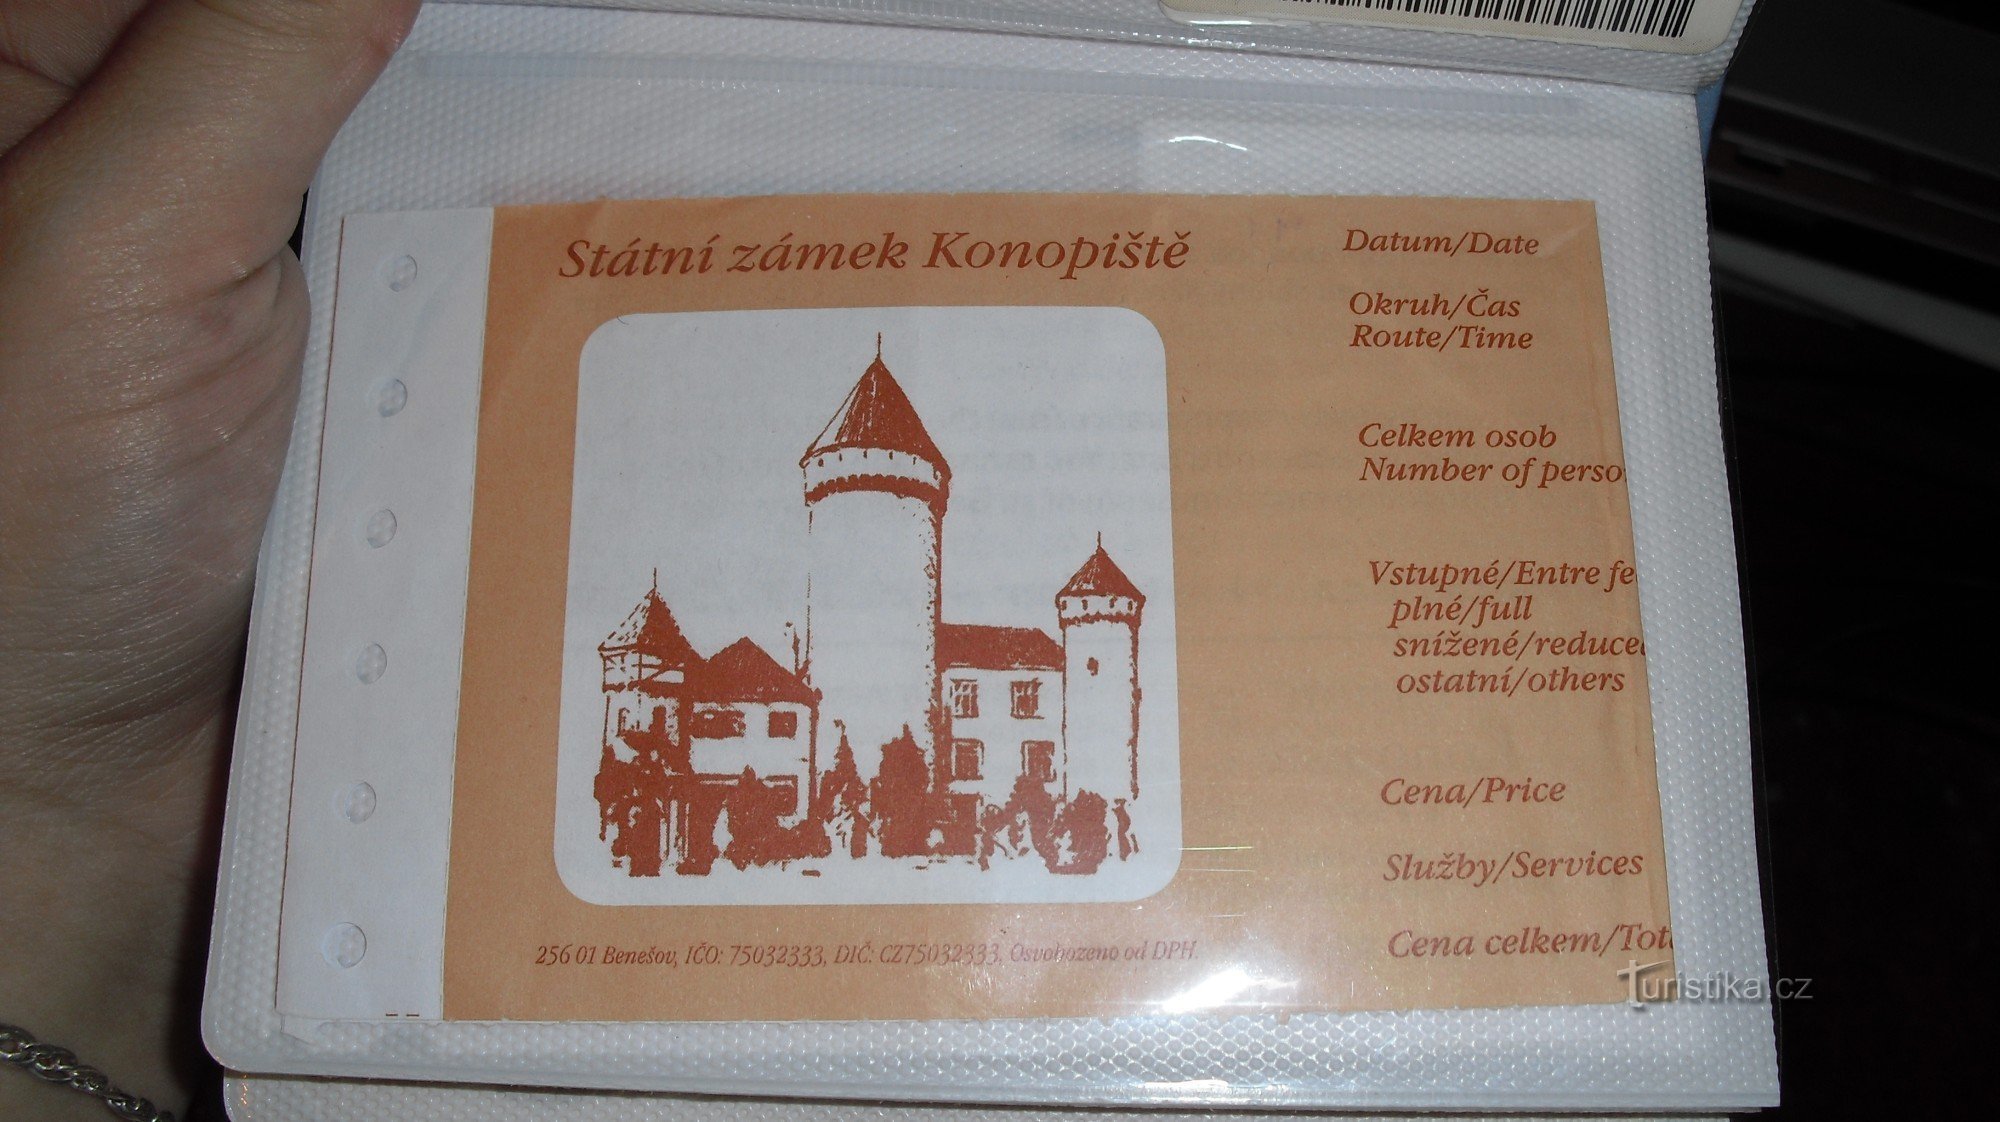 Státní zámek Konopiště
Datum/Date
Okruh/Čas
Route/Time
Celkem osob
Number of perso
Vstupné/Entre fe
plné/full
snížené/reduce
ostatní/others
Cena/Price
Služby/Services
Cena celkem/Tot
256 01 Benešov, IČO: 75032333, DIČ: CZ75032333. Osvobozeno od DPH.
Turistika.cz